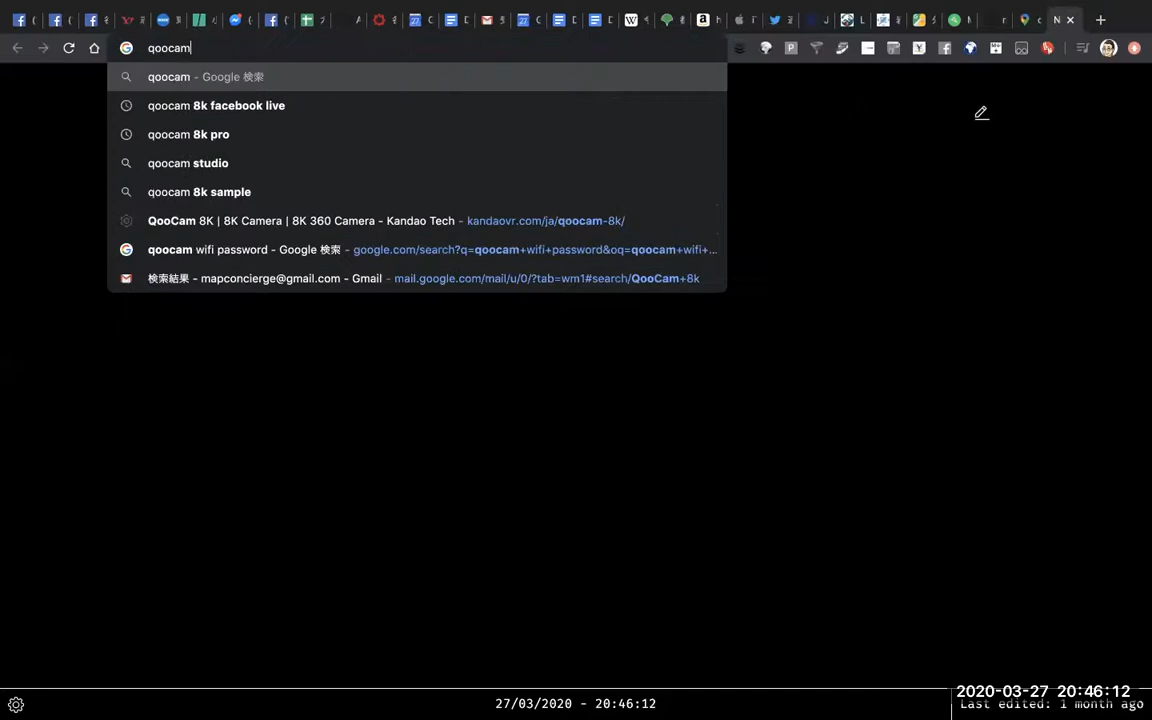 qoocam
qoocam - Google 検索
qoocam 8k facebook live
qoocam 8k pro
qoocam studio
qoocam 8k sample
QooCam 8K | 8K Camera | 8K 360 Camera - Kandao Tech - kandaovr.com/ja/qoocam-8k/
qoocam wifi password - Google 検索 - google.com/search?q=qoocam+wifi+password&oq=qoocam+wifi+...
検索結果 - mapconcierge@gmail.com - Gmail - mail.google.com/mail/u/0/?tab=wm1#search/QooCam+8k
27/03/2020 - 20:46:12
2020-03-27 20:46:12
Last edited: 1 month ago